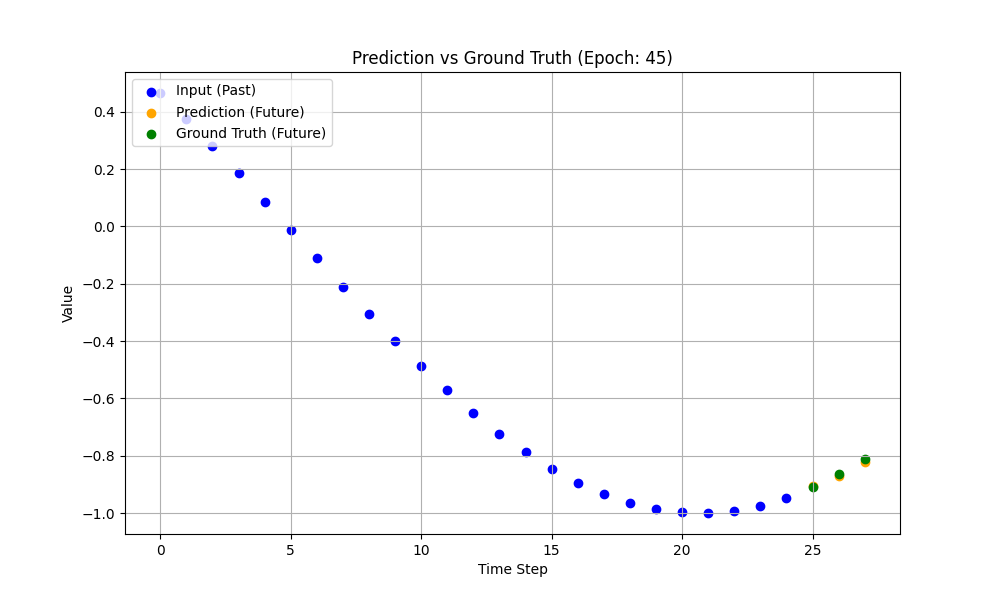 Prediction vs Ground Truth (Epoch: 45)
Input (Past)
Prediction (Future)
Ground Truth (Future)
0.4
0.2
0.0
−0.2
−0.4
−0.6
−0.8
−1.0
Value
0 5 10 15 20 25
Time Step